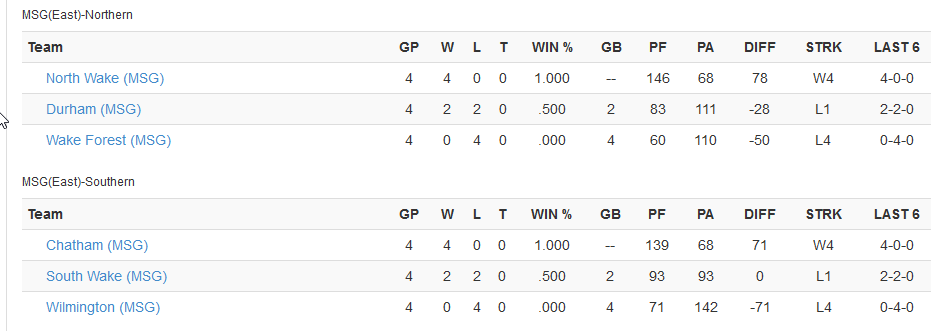 MSG(East)-Northern
Team GP W L T WIN % GB PF PA DIFF STRK LAST 6
North Wake (MSG) 4 4 0 0 1.000 -- 146 68 78 W4 4-0-0
Durham (MSG) 4 2 2 0 .500 2 83 111 -28 L1 2-2-0
Wake Forest (MSG) 4 0 4 0 .000 4 60 110 -50 L4 0-4-0
MSG(East)-Southern
Team GP W L T WIN % GB PF PA DIFF STRK LAST 6
Chatham (MSG) 4 4 0 0 1.000 -- 139 68 71 W4 4-0-0
South Wake (MSG) 4 2 2 0 .500 2 93 93 0 L1 2-2-0
Wilmington (MSG) 4 0 4 0 .000 4 71 142 -71 L4 0-4-0